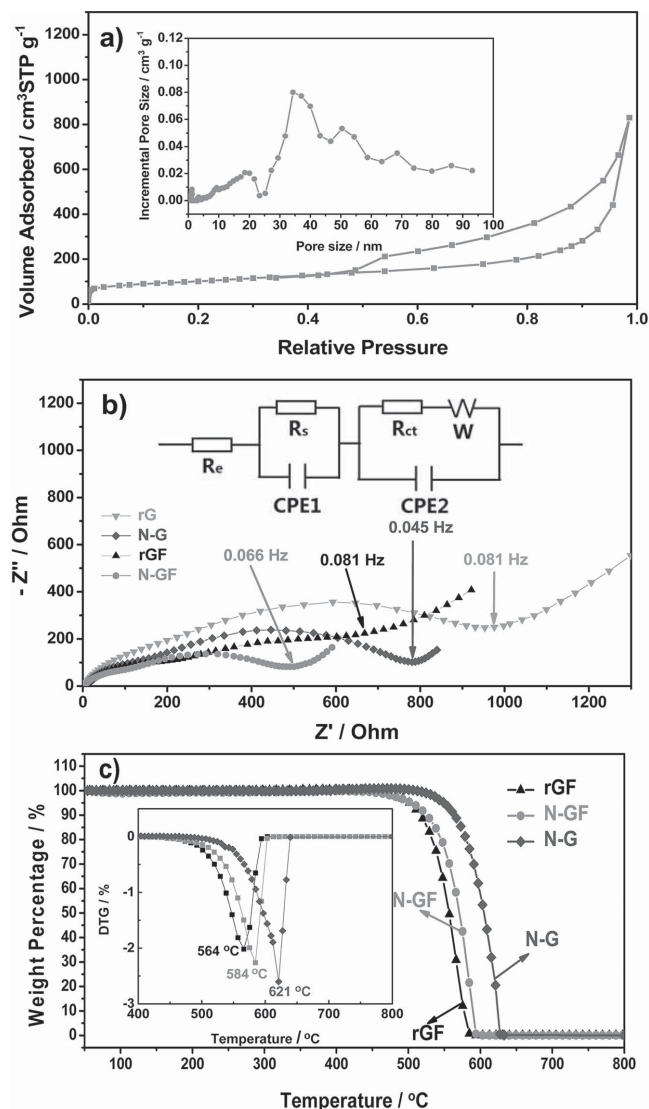 a)
1200
1000
800
600
400
200
0
Volume Adsorbed / cm³STP g⁻¹
0.0 0.2 0.4 0.6 0.8 1.0
Relative Pressure
0.12
0.10
0.08
0.06
0.04
0.02
0.00
Incremental Pore Size / cm³ g⁻¹
0 10 20 30 40 50 60 70 80 90 100
Pore size / nm
b)
1200
1000
800
600
400
200
0
- Z'' / Ohm
Re
Rs
CPE1
Rct
W
CPE2
rG
N-G
rGF
N-GF
0.066 Hz
0.081 Hz
0.045 Hz
0.081 Hz
0 200 400 600 800 1000 1200
Z' / Ohm
c)
110
100
90
80
70
60
50
40
30
20
10
0
Weight Percentage / %
rGF
N-GF
N-G
N-GF
N-G
rGF
0
-1
-2
-3
DTG / %
564 °C
584 °C
621 °C
400 500 600 700 800
Temperature / °C
100 200 300 400 500 600 700 800
Temperature / °C